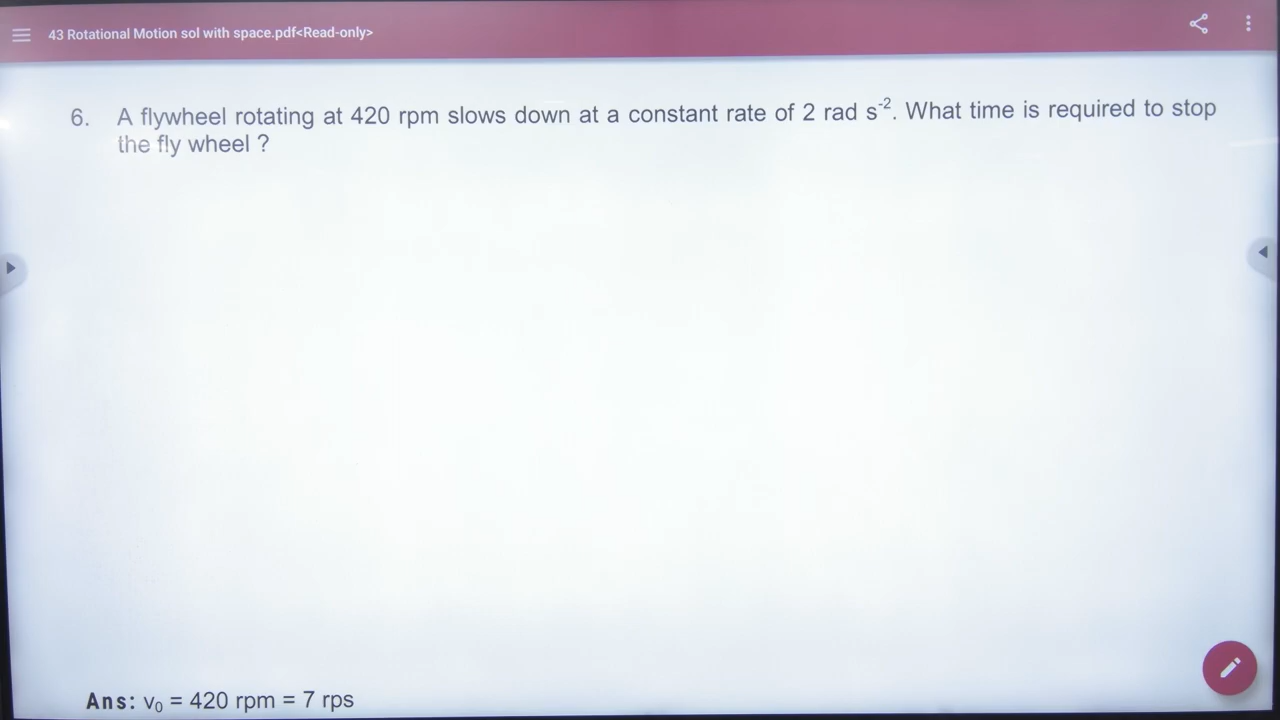 43 Rotational Motion sol with space.pdf<Read-only>
6. A flywheel rotating at 420 rpm slows down at a constant rate of 2 rad s⁻². What time is required to stop
the fly wheel ?
Ans: v₀ = 420 rpm = 7 rps